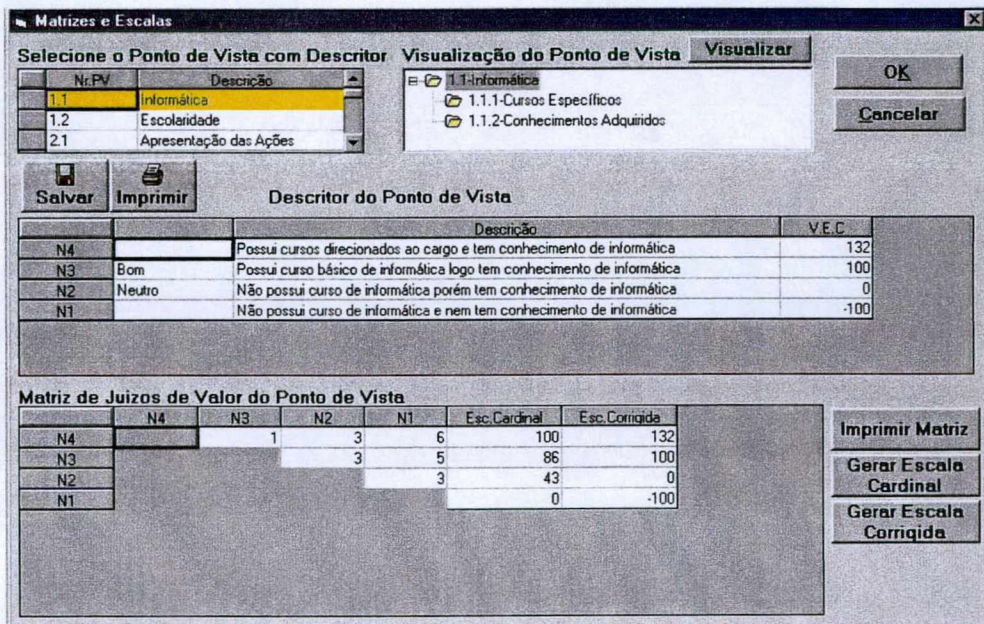 Matrizes e Escalas
Selecione o Ponto de Vista com Descritor
Visualização do Ponto de Vista
Visualizar
Nr.PV Descrição
1.1 Informática
1.2 Escolaridade
2.1 Apresentação das Ações
1.1-Informática
1.1.1-Cursos Específicos
1.1.2-Conhecimentos Adquiridos
OK
Cancelar
Salvar
Imprimir
Descritor do Ponto de Vista
Descrição V.E.C
N4 Possui cursos direcionados ao cargo e tem conhecimento de informática 132
N3 Bom Possui curso básico de informática logo tem conhecimento de informática 100
N2 Neutro Não possui curso de informática porém tem conhecimento de informática 0
N1 Não possui curso de informática e nem tem conhecimento de informática -100
Matriz de Juizos de Valor do Ponto de Vista
N4 N3 N2 N1 Esc.Cardinal Esc.Corrigida
N4 1 3 6 100 132
N3 3 5 86 100
N2 3 43 0
N1 0 -100
Imprimir Matriz
Gerar Escala
Cardinal
Gerar Escala
Corrigida